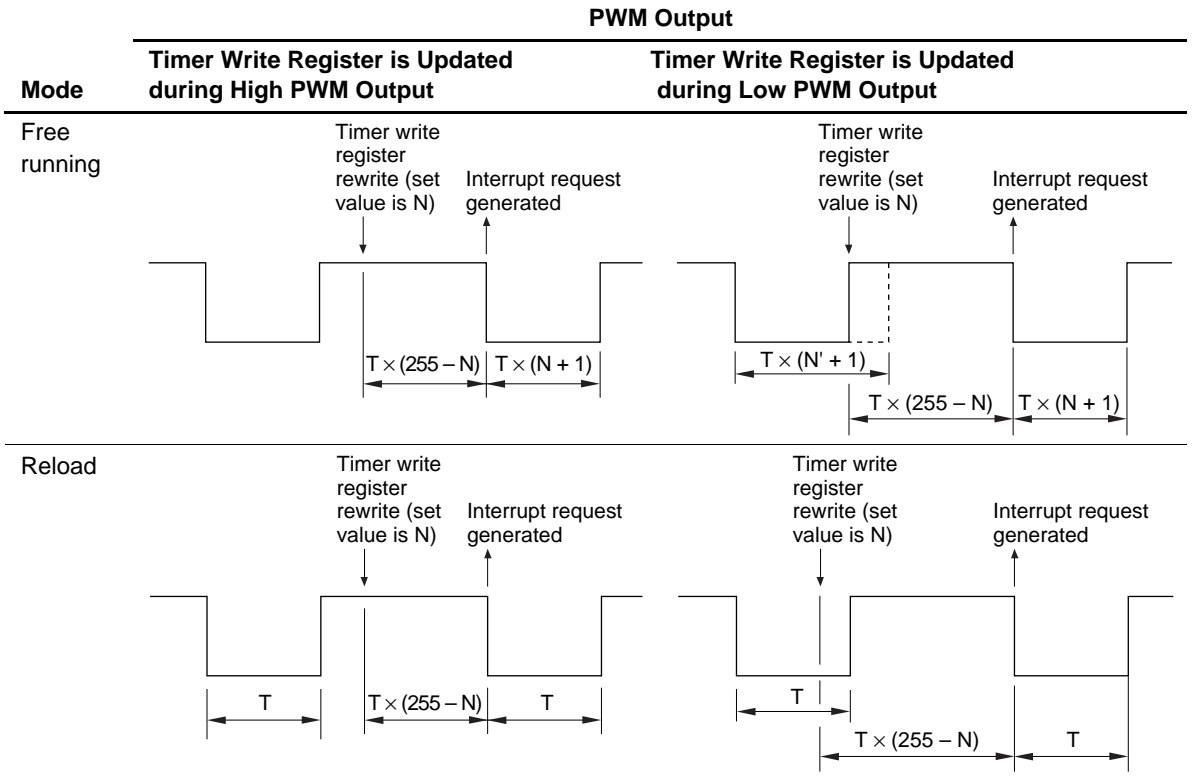 PWM Output
Timer Write Register is Updated
during High PWM Output
Timer Write Register is Updated
during Low PWM Output
Mode
Free
running
Timer write
register
rewrite (set
value is N)
Interrupt request
generated
T × (255 – N)
T × (N + 1)
Timer write
register
rewrite (set
value is N)
Interrupt request
generated
T × (N' + 1)
T × (255 – N)
T × (N + 1)
Reload
Timer write
register
rewrite (set
value is N)
Interrupt request
generated
T
T × (255 – N)
T
Timer write
register
rewrite (set
value is N)
Interrupt request
generated
T
T × (255 – N)
T